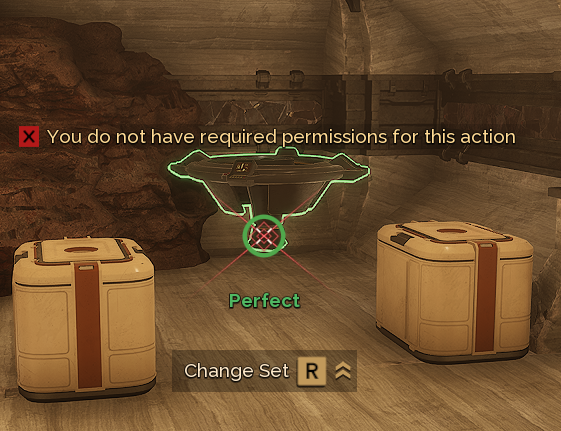 You do not have required permissions for this action
Perfect
Change Set R